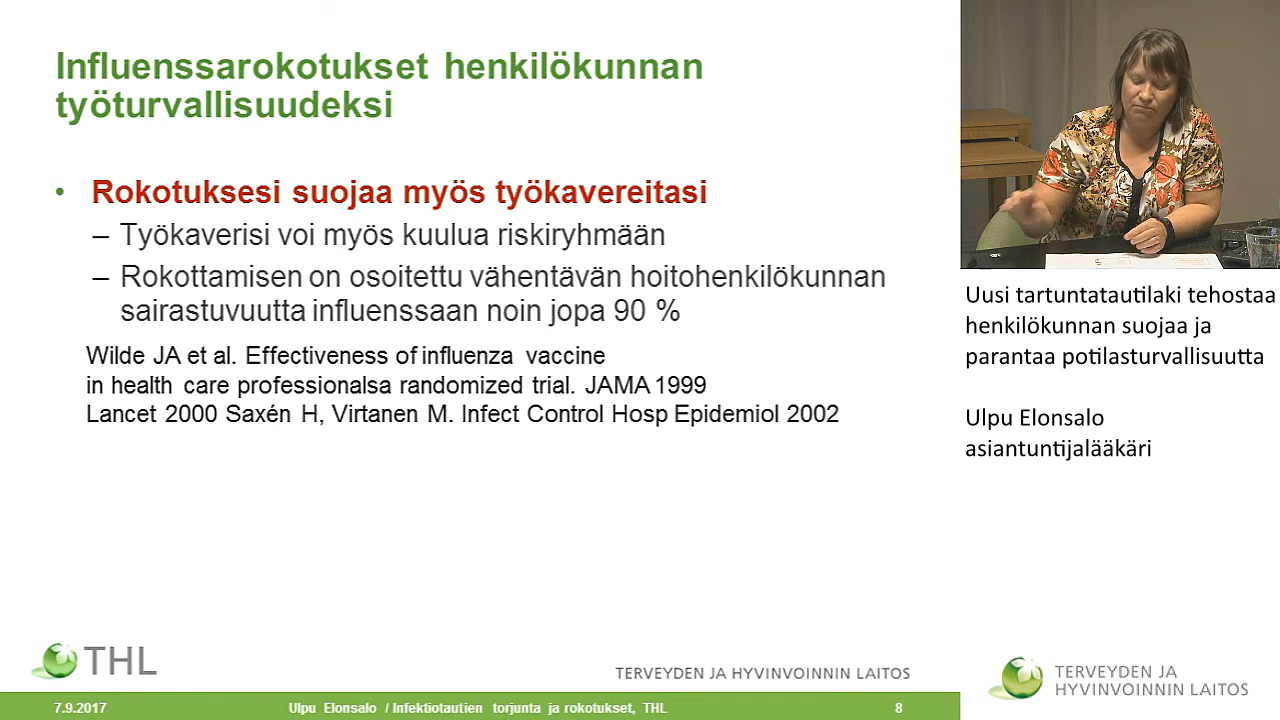 Influenssarokotukset henkilökunnan
työturvallisuudeksi
• Rokotuksesi suojaa myös työkavereitasi
– Työkaverisi voi myös kuulua riskiryhmään
– Rokottamisen on osoitettu vähentävän hoitohenkilökunnan
sairastuvuutta influenssaan noin jopa 90 %
Wilde JA et al. Effectiveness of influenza vaccine
in health care professionalsa randomized trial. JAMA 1999
Lancet 2000 Saxén H, Virtanen M. Infect Control Hosp Epidemiol 2002
THL
TERVEYDEN JA HYVINVOINNIN LAITOS
7.9.2017 Ulpu Elonsalo / Infektiotautien torjunta ja rokotukset, THL 8
Uusi tartuntatautilaki tehostaa
henkilökunnan suojaa ja
parantaa potilasturvallisuutta
Ulpu Elonsalo
asiantuntijalääkäri
TERVEYDEN JA
HYVINVOINNIN LAITOS